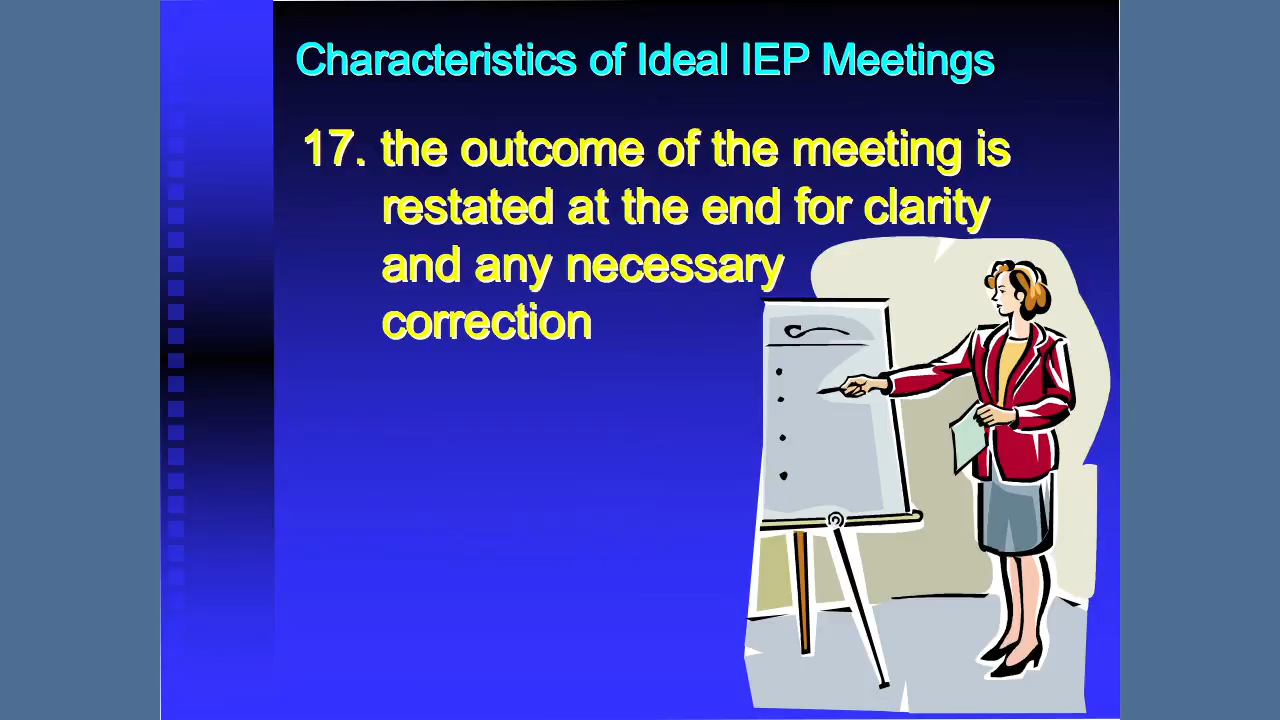 Characteristics of Ideal IEP Meetings
17. the outcome of the meeting is
restated at the end for clarity
and any necessary
correction